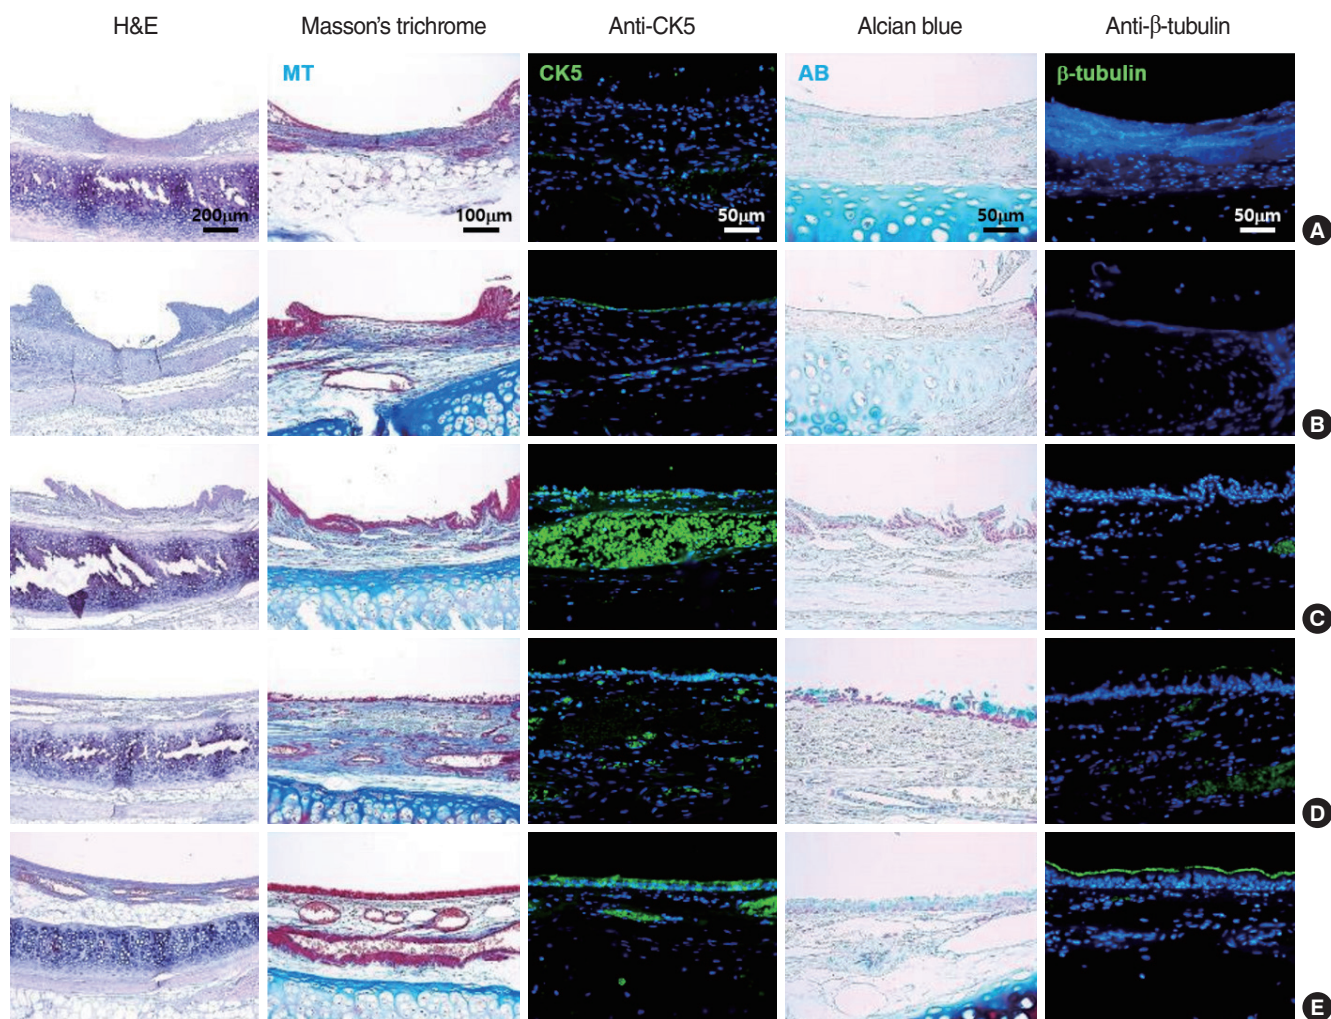 H&E Masson's trichrome Anti-CK5 Alcian blue Anti-β-tubulin
MT CK5 AB β-tubulin
200µm 100µm 50µm 50µm 50µm
A
B
C
D
E